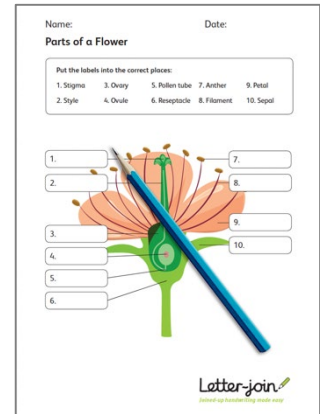 Name: Date:
Parts of a Flower
Put the labels into the correct places:
1. Stigma 3. Ovary 5. Pollen tube 7. Anther 9. Petal
2. Style 4. Ovule 6. Reseptacle 8. Filament 10. Sepal
1. 7.
2. 8.
3. 9.
4. 10.
5.
6.
Letter-join
Joined-up handwriting made easy